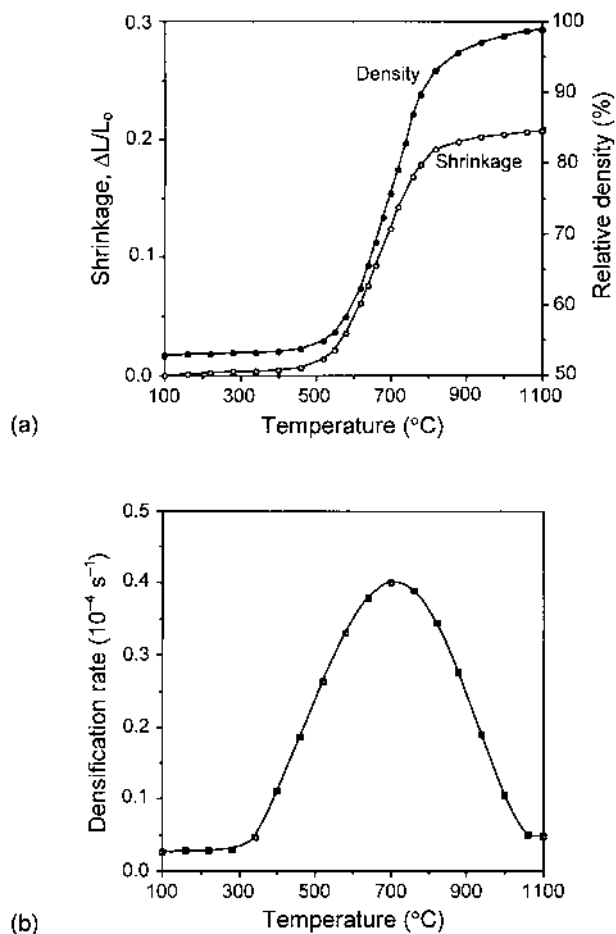 0.3
0.2
0.1
0.0
Shrinkage, ΔL/L₀
100
90
80
70
60
50
Relative density (%)
Density
Shrinkage
100 300 500 700 900 1100
Temperature (°C)
(a)
0.5
0.4
0.3
0.2
0.1
0.0
Densification rate (10⁻⁴ s⁻¹)
100 300 500 700 900 1100
Temperature (°C)
(b)